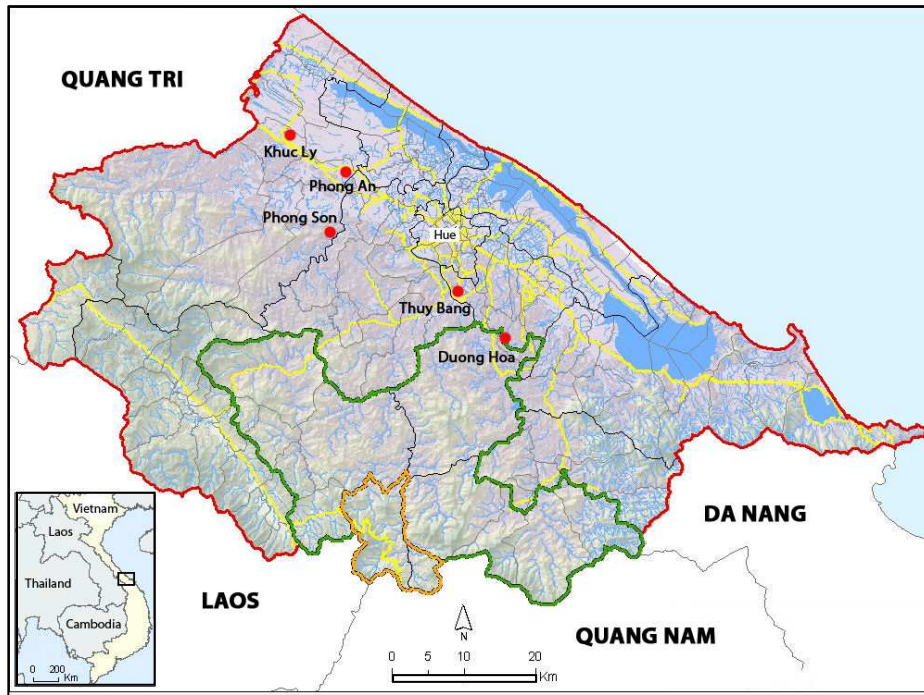 QUANG TRI
Khuc Ly
Phong An
Phong Son
Hue
Thuy Bang
Duong Hoa
DA NANG
LAOS
QUANG NAM
N
0 5 10 20
Km
Vietnam
Laos
Thailand
Cambodia
0 200
Km